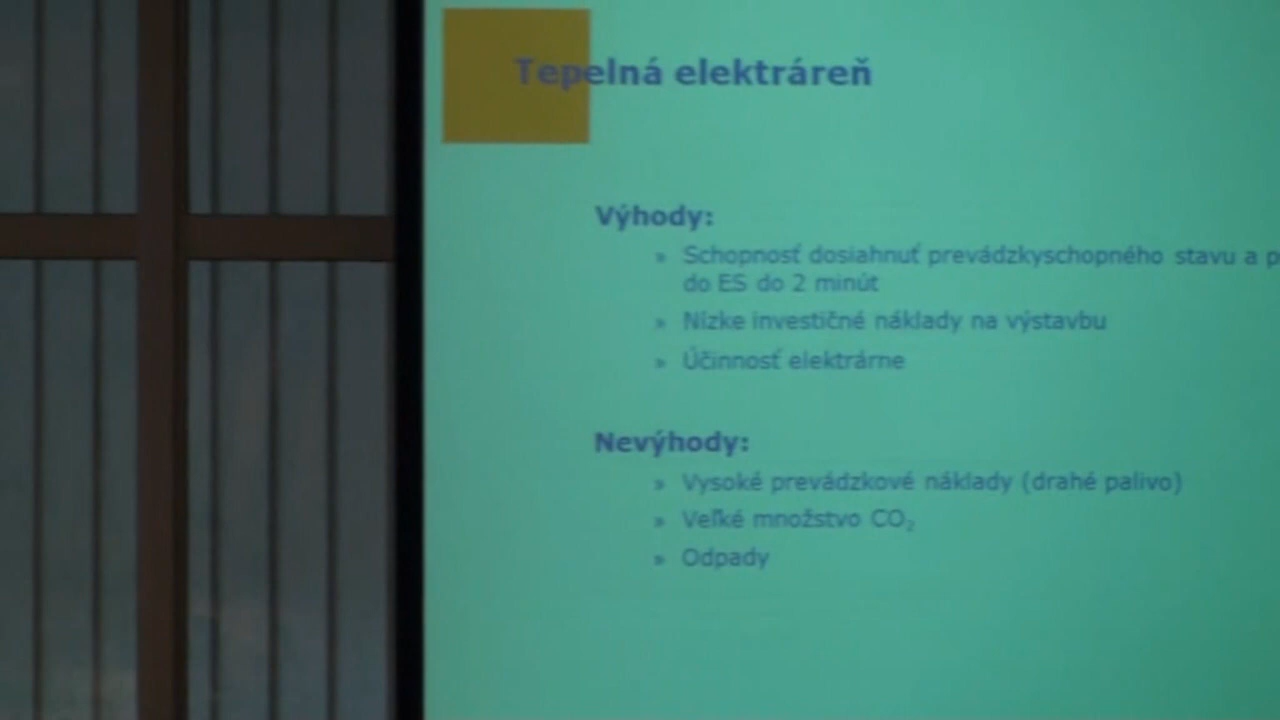 Tepelná elektráreň
Výhody:
» Schopnosť dosiahnuť prevádzkyschopného stavu a
do ES do 2 minút
» Nízke investičné náklady na výstavbu
» Účinnosť elektrárne
Nevýhody:
» Vysoké prevádzkové náklady (drahé palivo)
» Veľké množstvo CO₂
» Odpady